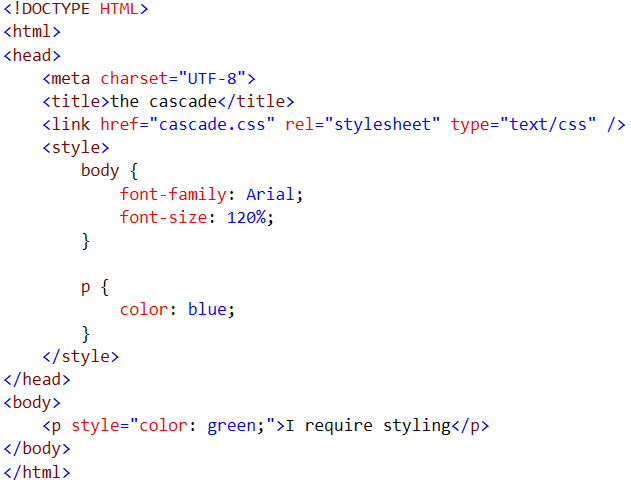 <!DOCTYPE HTML>
<html>
<head>
    <meta charset="UTF-8">
    <title>the cascade</title>
    <link href="cascade.css" rel="stylesheet" type="text/css" />
    <style>
        body {
            font-family: Arial;
            font-size: 120%;
        }

        p {
            color: blue;
        }
    </style>
</head>
<body>
    <p style="color: green;">I require styling</p>
</body>
</html>